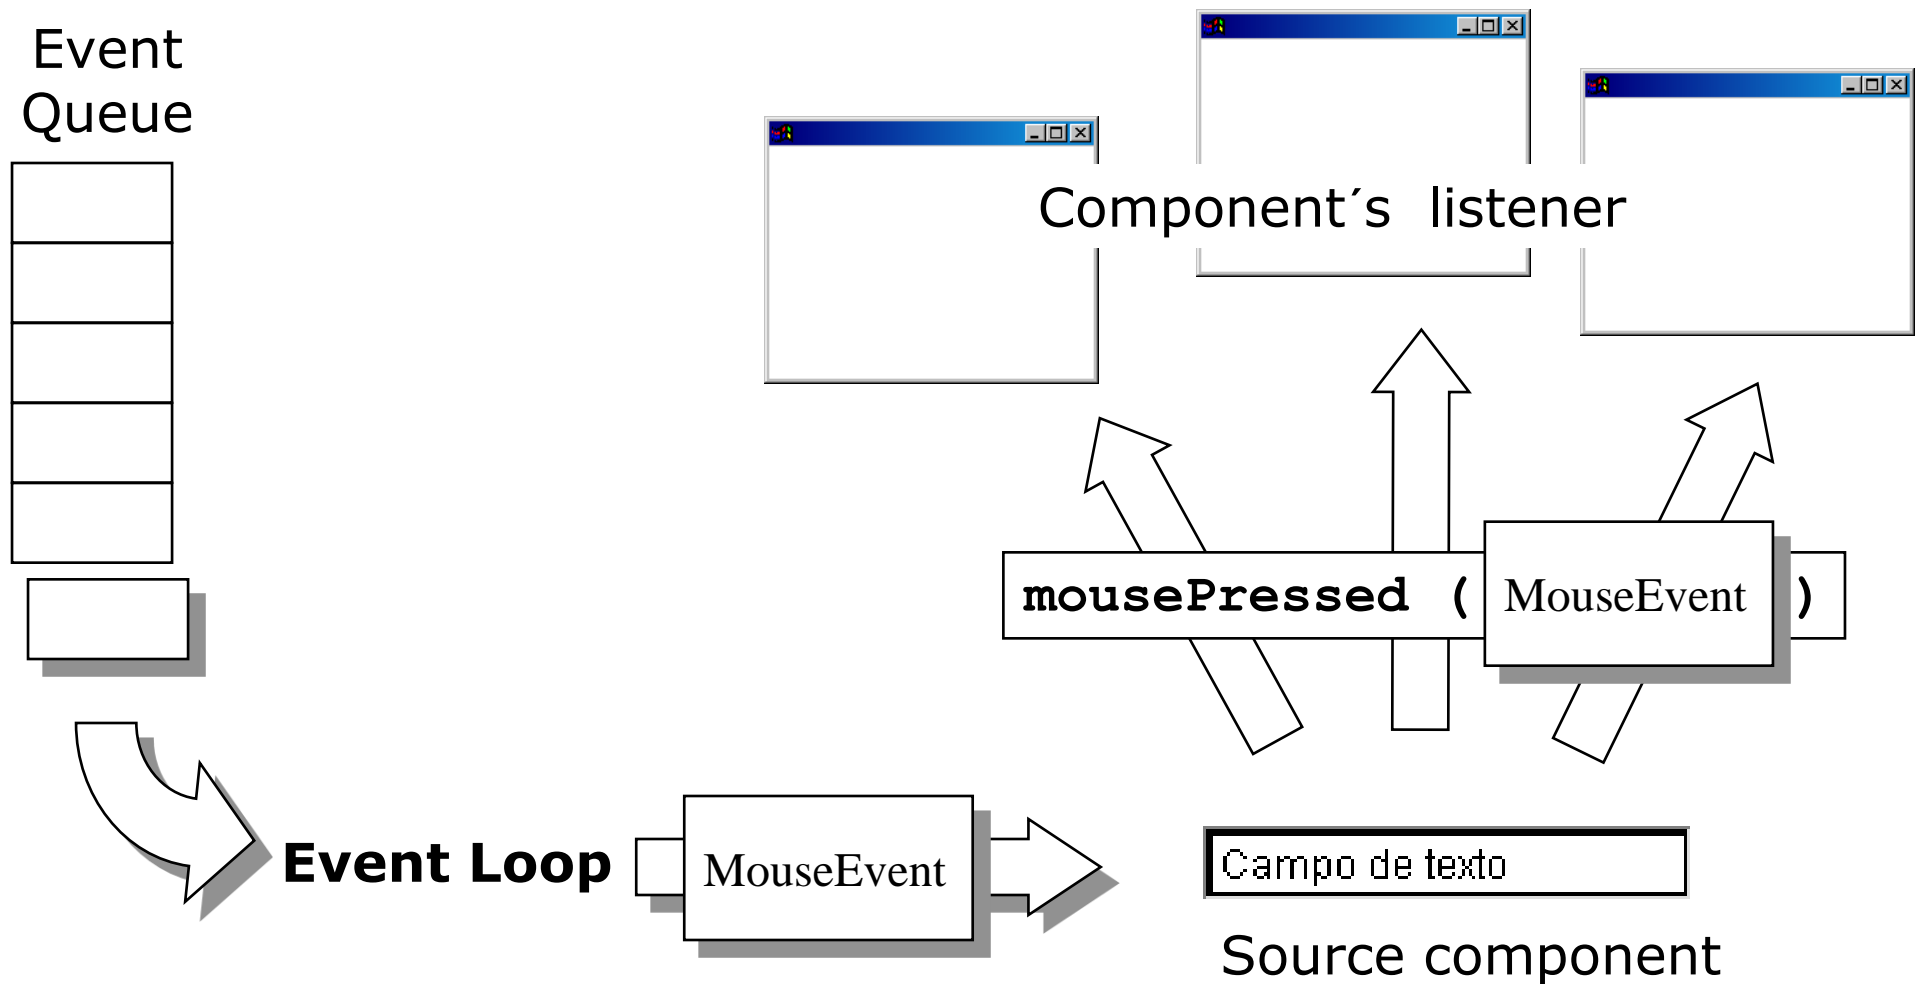 Event
Queue
Component´s listener
mousePressed ( MouseEvent )
Event Loop
MouseEvent
Campo de texto
Source component